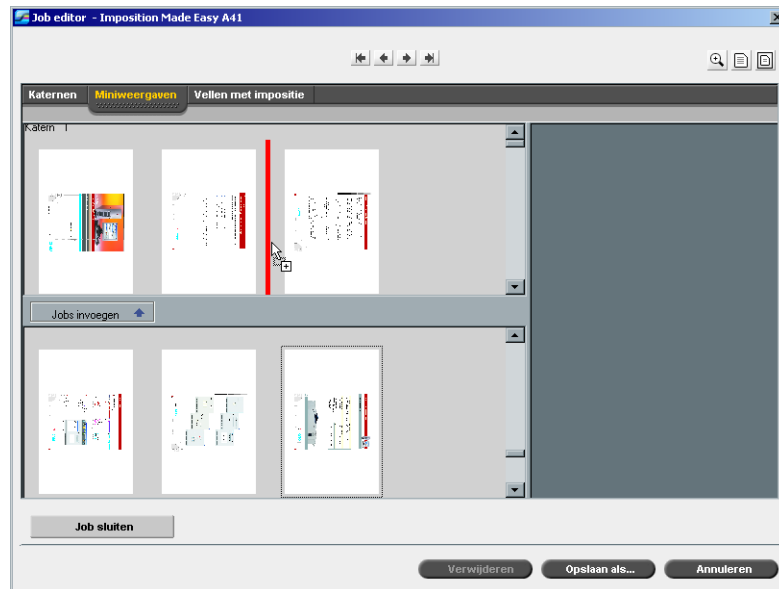 Job editor - Imposition Made Easy A41
Katernen Miniweergaven Vellen met impositie
Katern 1
Jobs invoegen
Job sluiten
Verwijderen Opslaan als... Annuleren